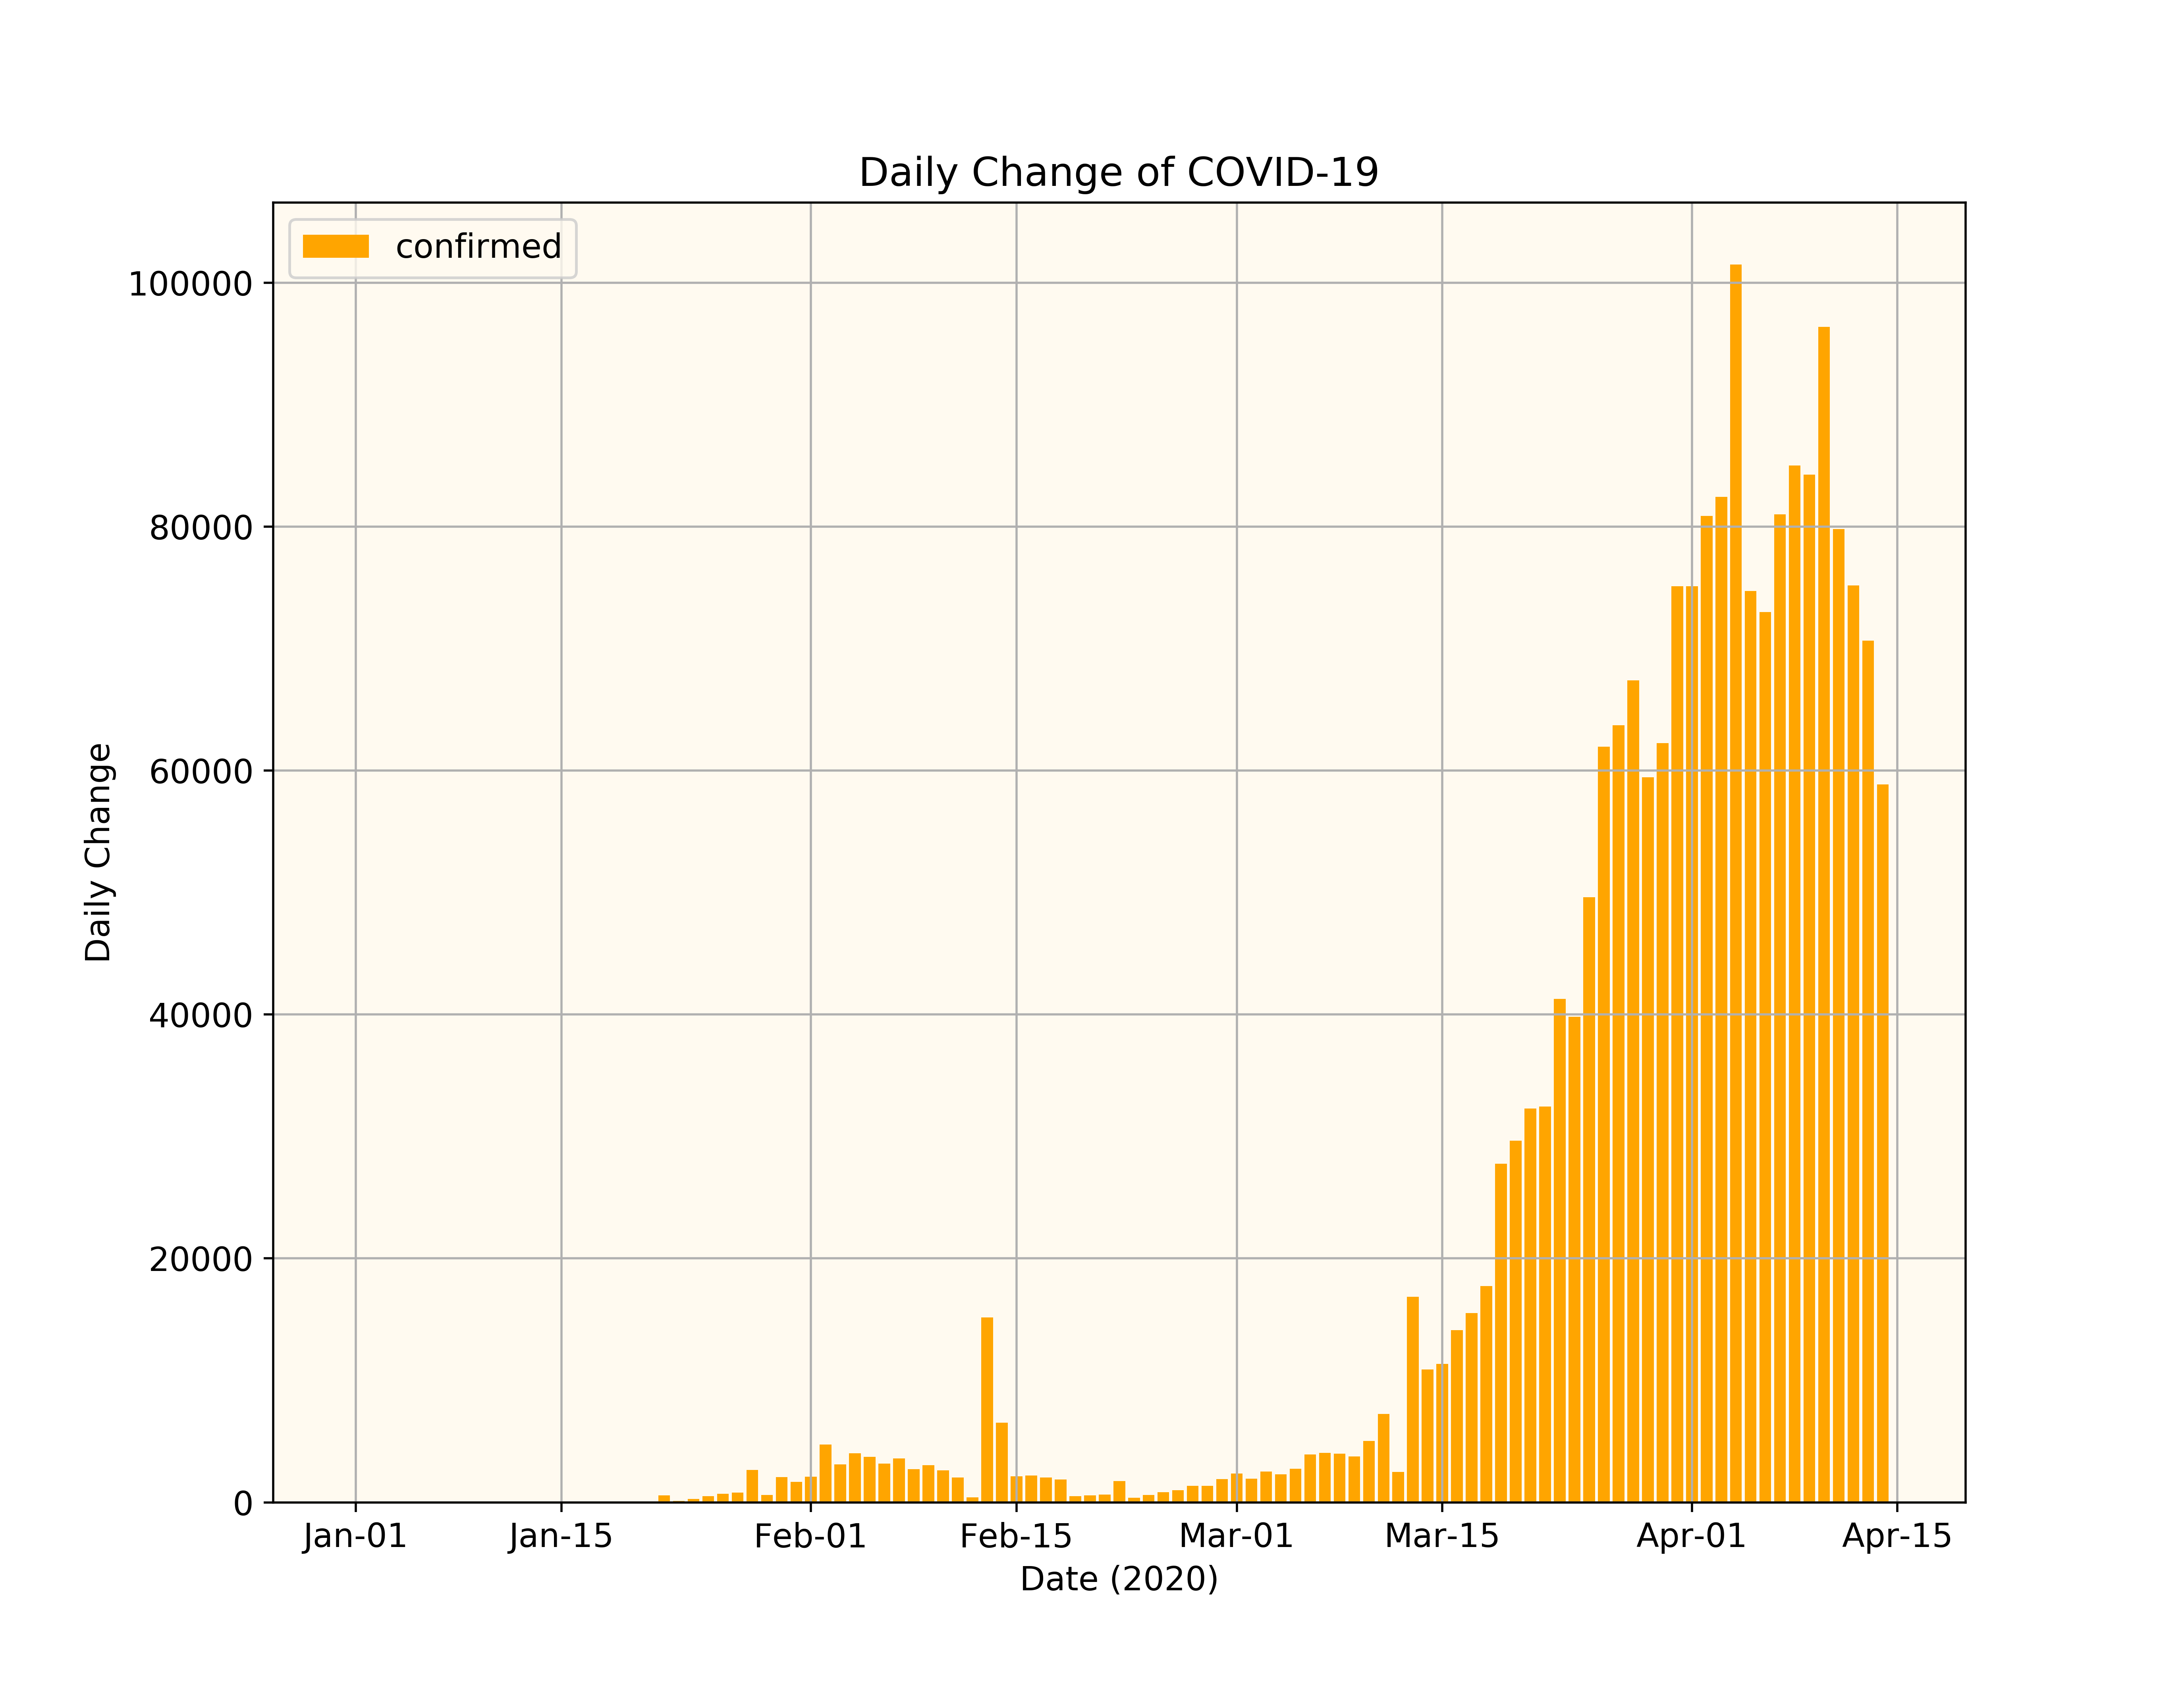 Daily Change of COVID-19
confirmed
100000
80000
60000
40000
20000
0
Daily Change
Jan-01 Jan-15 Feb-01 Feb-15 Mar-01 Mar-15 Apr-01 Apr-15
Date (2020)